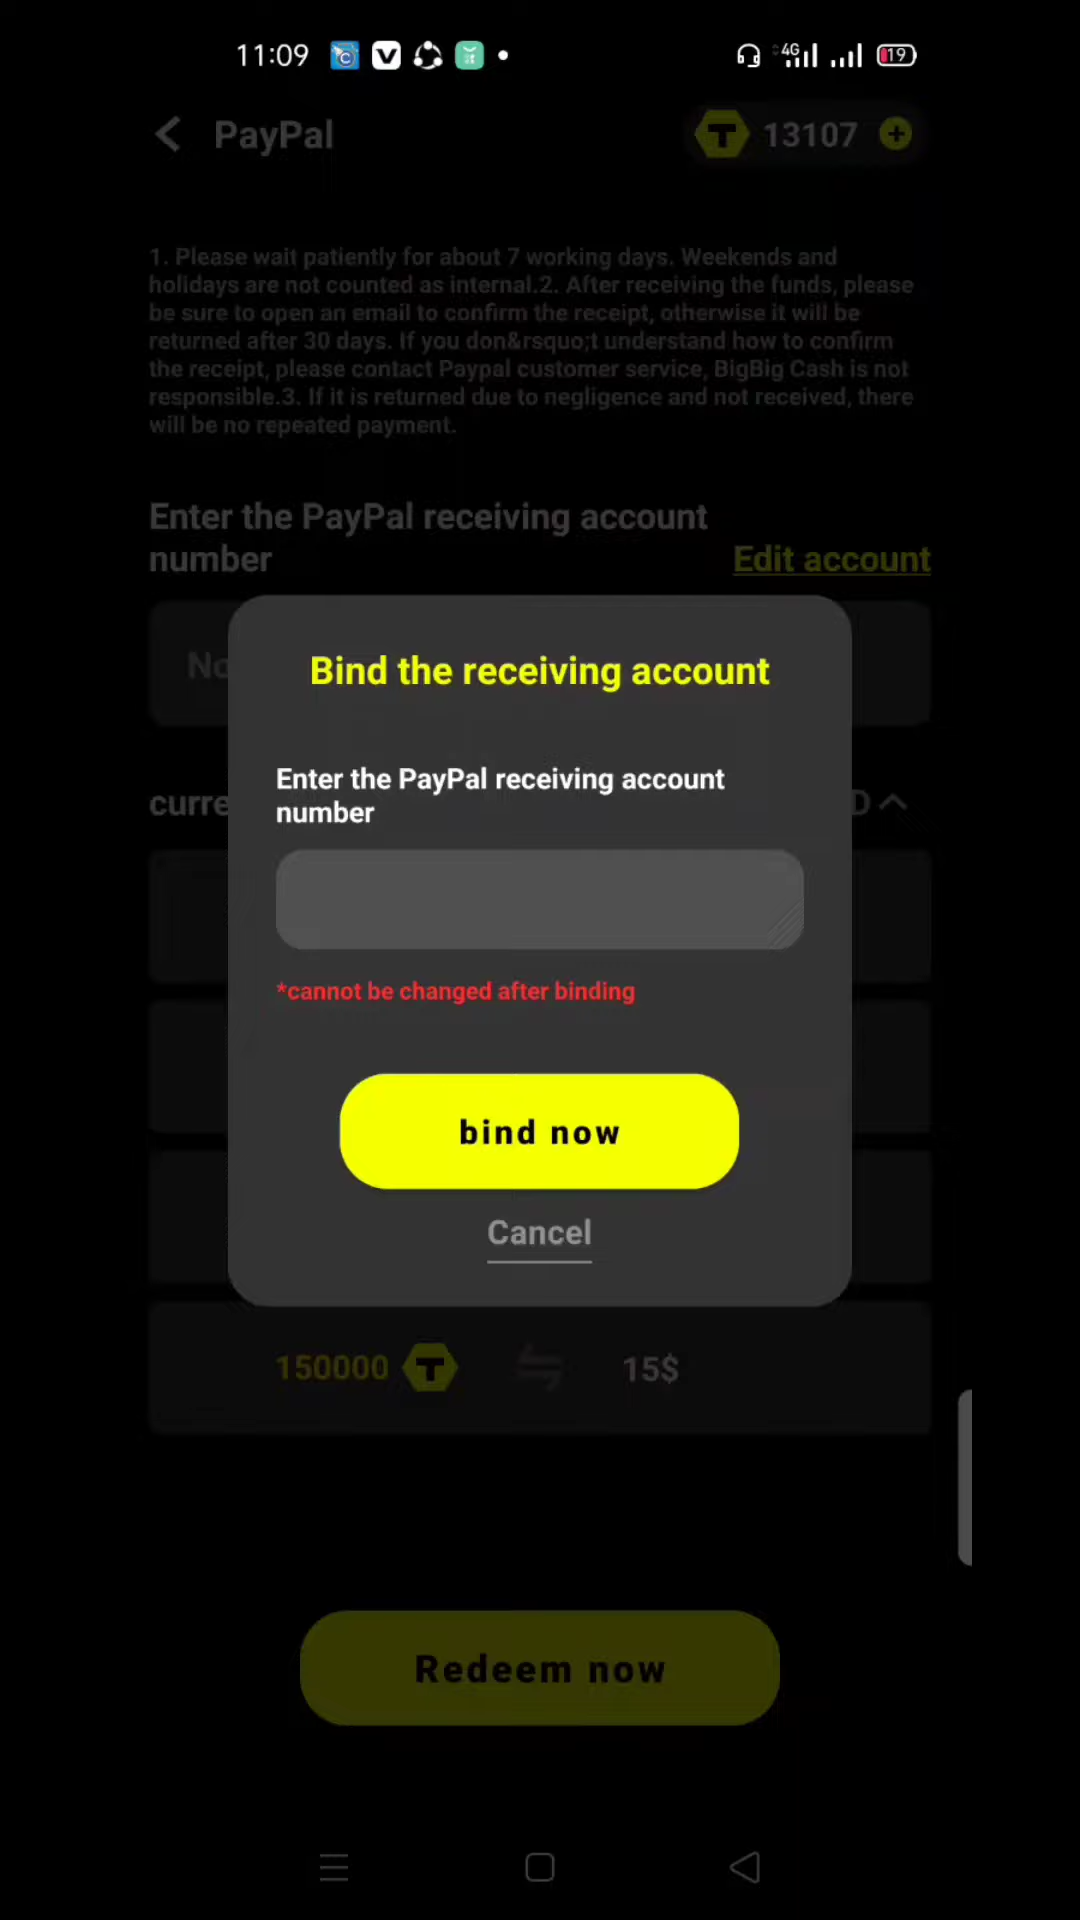 11:09
4G
19
PayPal
T 13107 +
1. Please wait patiently for about 7 working days. Weekends and
holidays are not counted as internal.2. After receiving the funds, please
be sure to open an email to confirm the receipt, otherwise it will be
returned after 30 days. If you don&rsquo;t understand how to confirm
the receipt, please contact Paypal customer service, BigBig Cash is not
responsible.3. If it is returned due to negligence and not received, there
will be no repeated payment.
Enter the PayPal receiving account
number
Edit account
No
Bind the receiving account
Enter the PayPal receiving account
number
curre
D
*cannot be changed after binding
bind now
Cancel
150000 T 15$
Redeem now